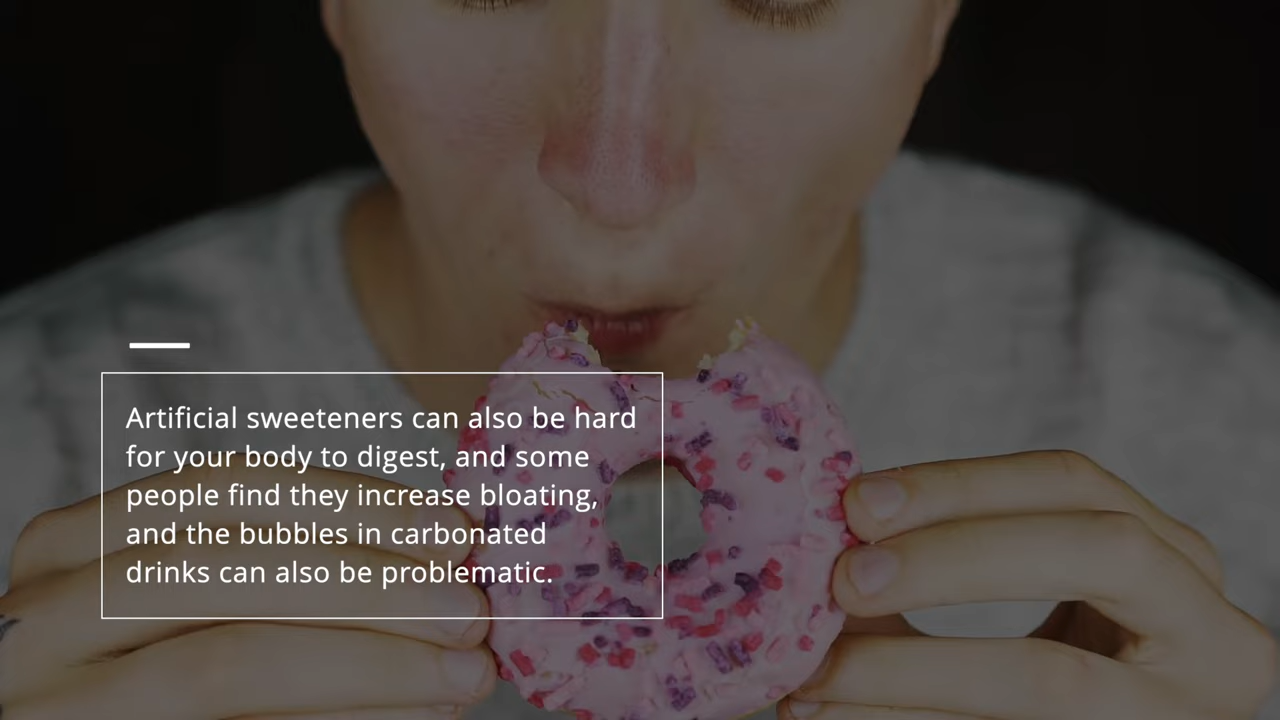 Artificial sweeteners can also be hard
for your body to digest, and some
people find they increase bloating,
and the bubbles in carbonated
drinks can also be problematic.